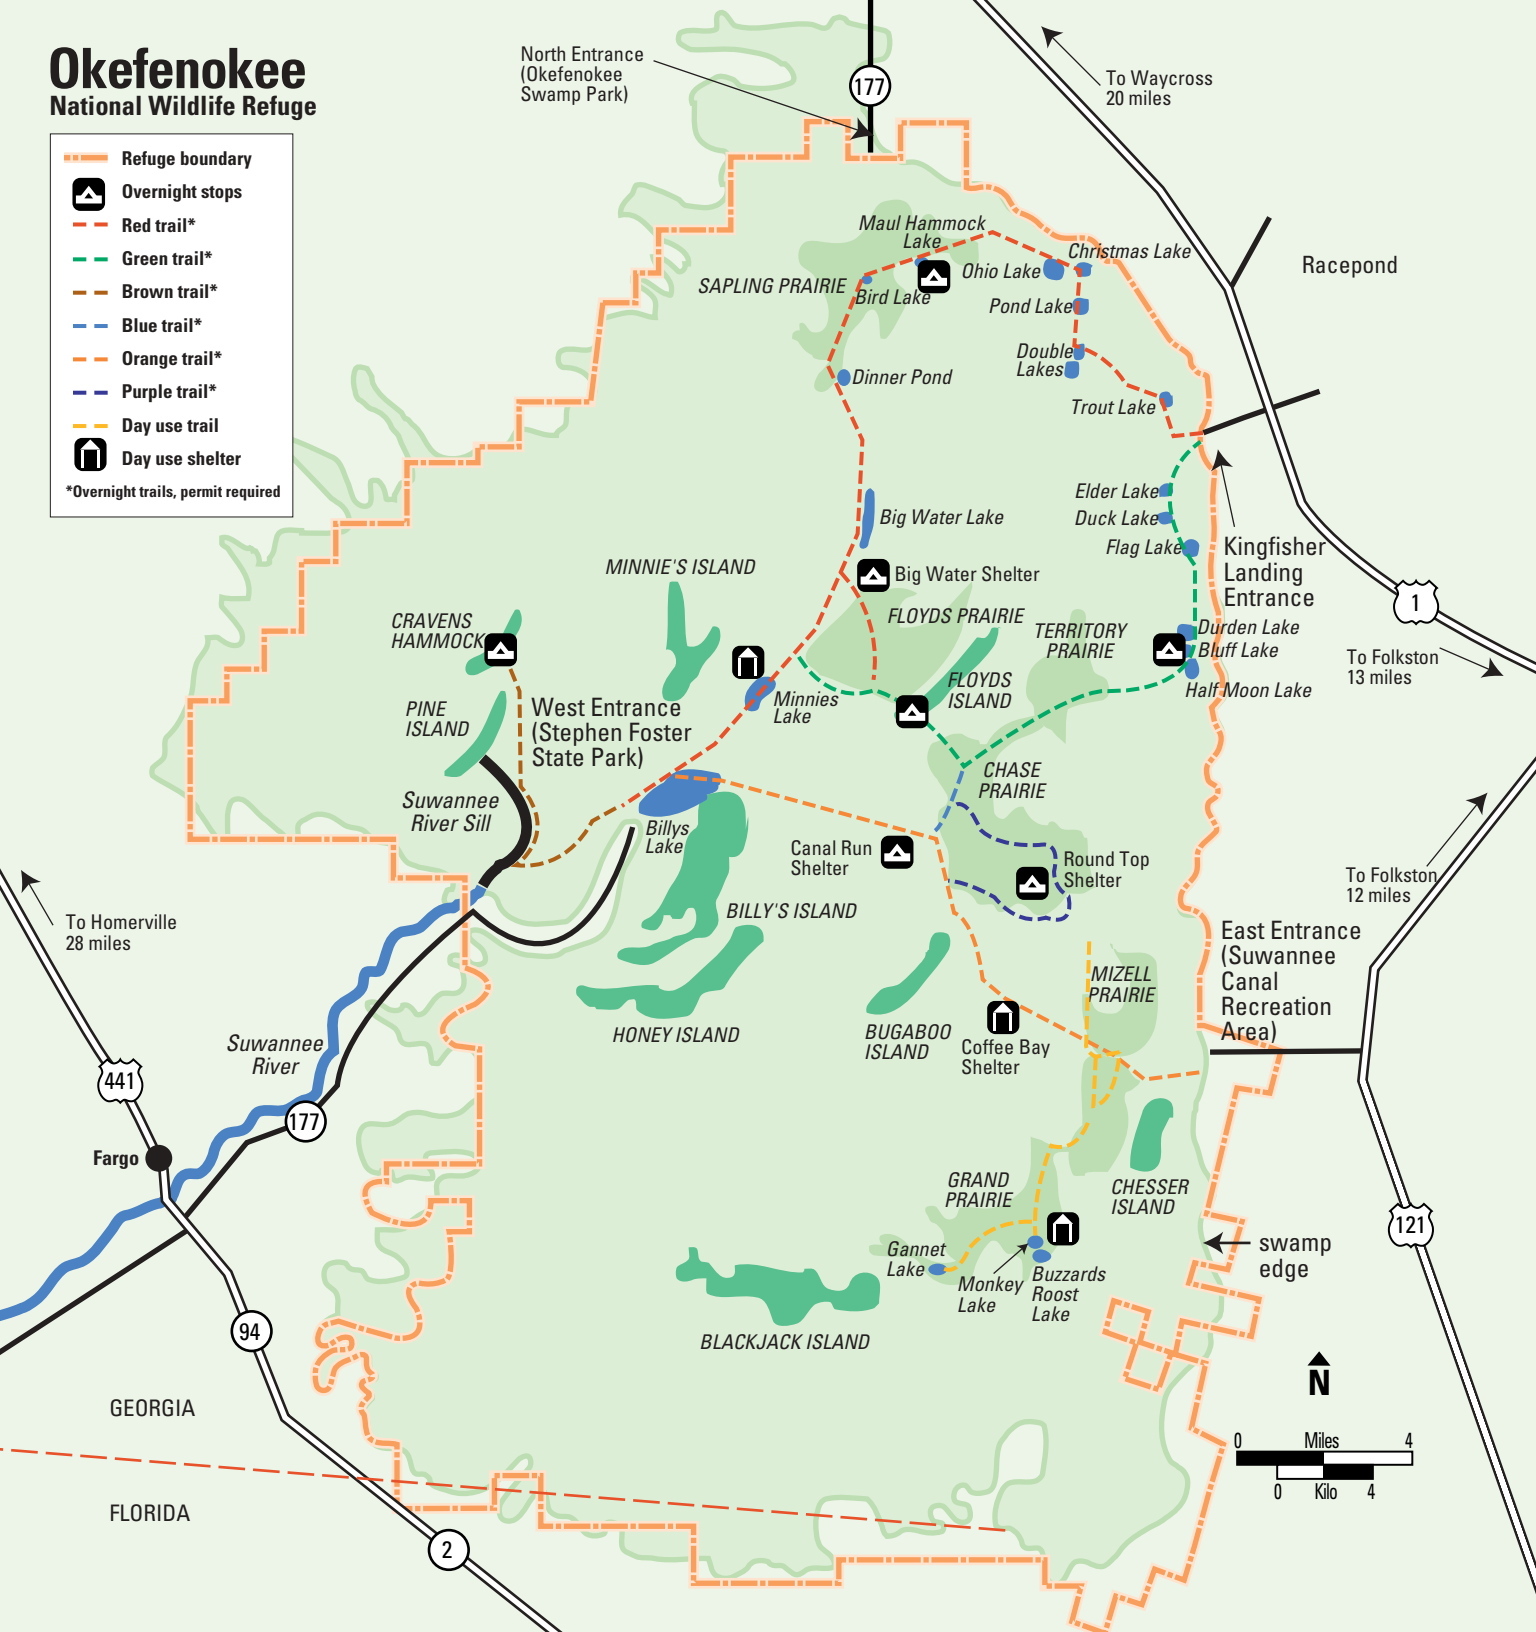 Okefenokee
National Wildlife Refuge
Refuge boundary
Overnight stops
Red trail*
Green trail*
Brown trail*
Blue trail*
Orange trail*
Purple trail*
Day use trail
Day use shelter
*Overnight trails, permit required
North Entrance
(Okefenokee
Swamp Park)
177
To Waycross
20 miles
Racepond
Maul Hammock
Lake
Christmas Lake
Ohio Lake
SAPLING PRAIRIE
Bird Lake
Pond Lake
Double
Lakes
Dinner Pond
Trout Lake
Elder Lake
Duck Lake
Flag Lake
Big Water Lake
Kingfisher
Landing
Entrance
1
MINNIE'S ISLAND
Big Water Shelter
FLOYDS PRAIRIE
CRAVENS
HAMMOCK
TERRITORY
PRAIRIE
Durden Lake
Bluff Lake
Half Moon Lake
To Folkston
13 miles
FLOYDS
ISLAND
Minnies
Lake
PINE
ISLAND
West Entrance
(Stephen Foster
State Park)
CHASE
PRAIRIE
Suwannee
River Sill
Billys
Lake
Canal Run
Shelter
Round Top
Shelter
To Folkston
12 miles
BILLY'S ISLAND
To Homerville
28 miles
East Entrance
(Suwannee
Canal
Recreation
Area)
MIZELL
PRAIRIE
HONEY ISLAND
BUGABOO
ISLAND
Coffee Bay
Shelter
Suwannee
River
441
177
Fargo
GRAND
PRAIRIE
CHESSER
ISLAND
121
swamp
edge
Gannet
Lake
Monkey
Lake
Buzzards
Roost
Lake
94
BLACKJACK ISLAND
N
GEORGIA
0 Miles 4
0 Kilo 4
FLORIDA
2